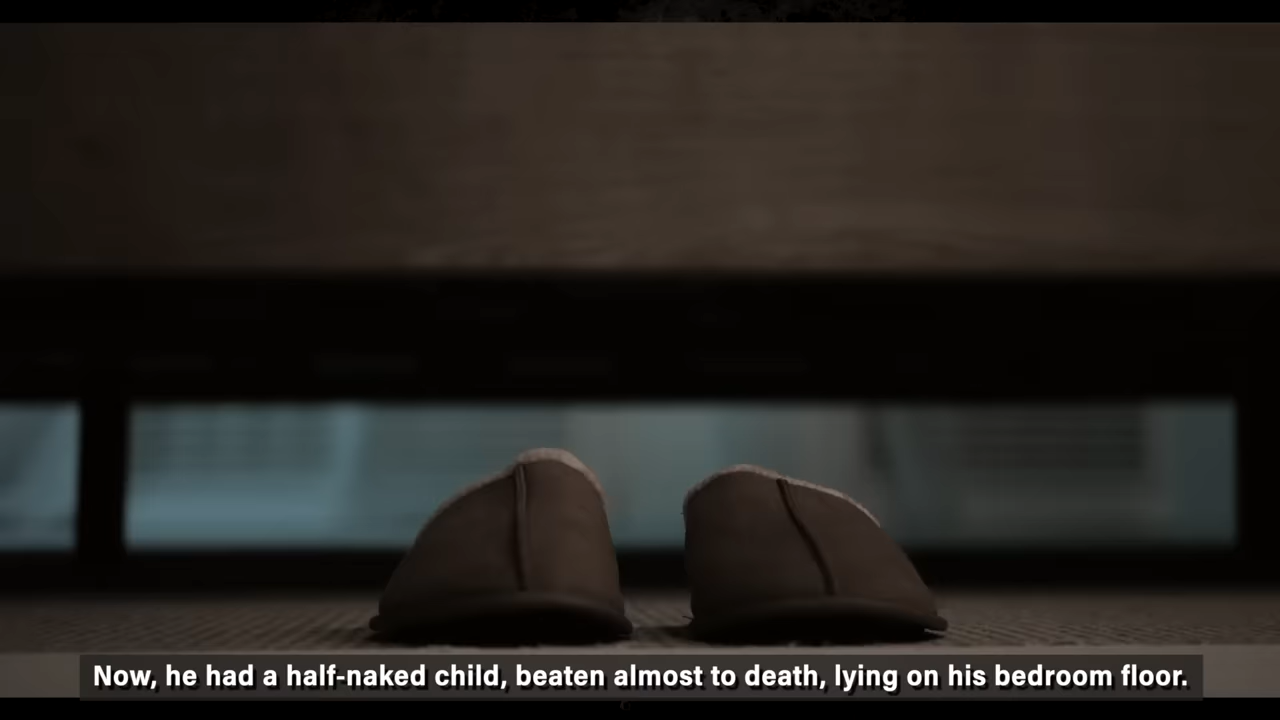 Now, he had a half-naked child, beaten almost to death, lying on his bedroom floor.